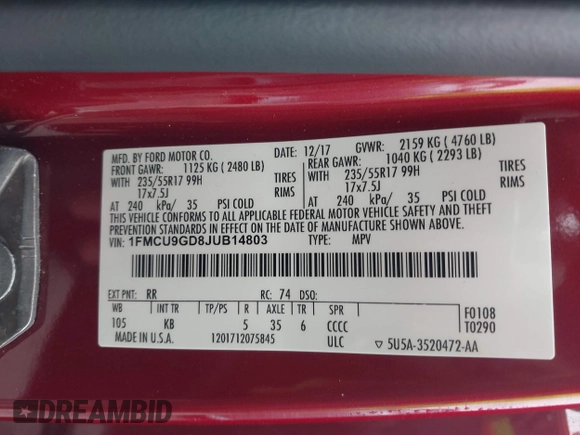 MFD. BY FORD MOTOR CO. 12/17 GVWR: 2159 KG ( 4760 LB)
FRONT GAWR: 1125 KG ( 2480 LB) REAR GAWR: 1040 KG ( 2293 LB)
WITH 235/55R17 99H TIRES WITH 235/55R17 99H TIRES
17x7.5J RIMS 17x7.5J RIMS
AT 240 kPa/ 35 PSI COLD AT 240 kPa/ 35 PSI COLD
THIS VEHICLE CONFORMS TO ALL APPLICABLE FEDERAL MOTOR VEHICLE SAFETY AND BUMPER AND THEFT
PREVENTION STANDARDS IN EFFECT ON THE DATE OF MANUFACTURE SHOWN ABOVE.
VIN: 1FMCU9GD8JUB14803 TYPE: MPV
EXT PNT: RR RC: 74 DSO:
WB INT TR TP/PS R AXLE TR SPR F0108
105 KB 5 35 6 CCCC T0290
MADE IN U.S.A. 1201712075845 ULC ▽ 5U5A-3520472-AA
DREAMBID